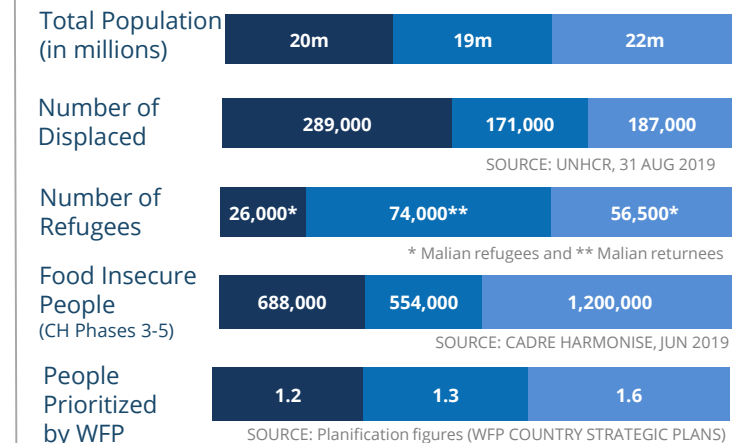 Total Population
(in millions)
20m 19m 22m
Number of
Displaced
289,000 171,000 187,000
SOURCE: UNHCR, 31 AUG 2019
Number of
Refugees
26,000* 74,000** 56,500*
* Malian refugees and ** Malian returnees
Food Insecure
People
(CH Phases 3-5)
688,000 554,000 1,200,000
SOURCE: CADRE HARMONISE, JUN 2019
People
Prioritized
by WFP
1.2 1.3 1.6
SOURCE: Planification figures (WFP COUNTRY STRATEGIC PLANS)